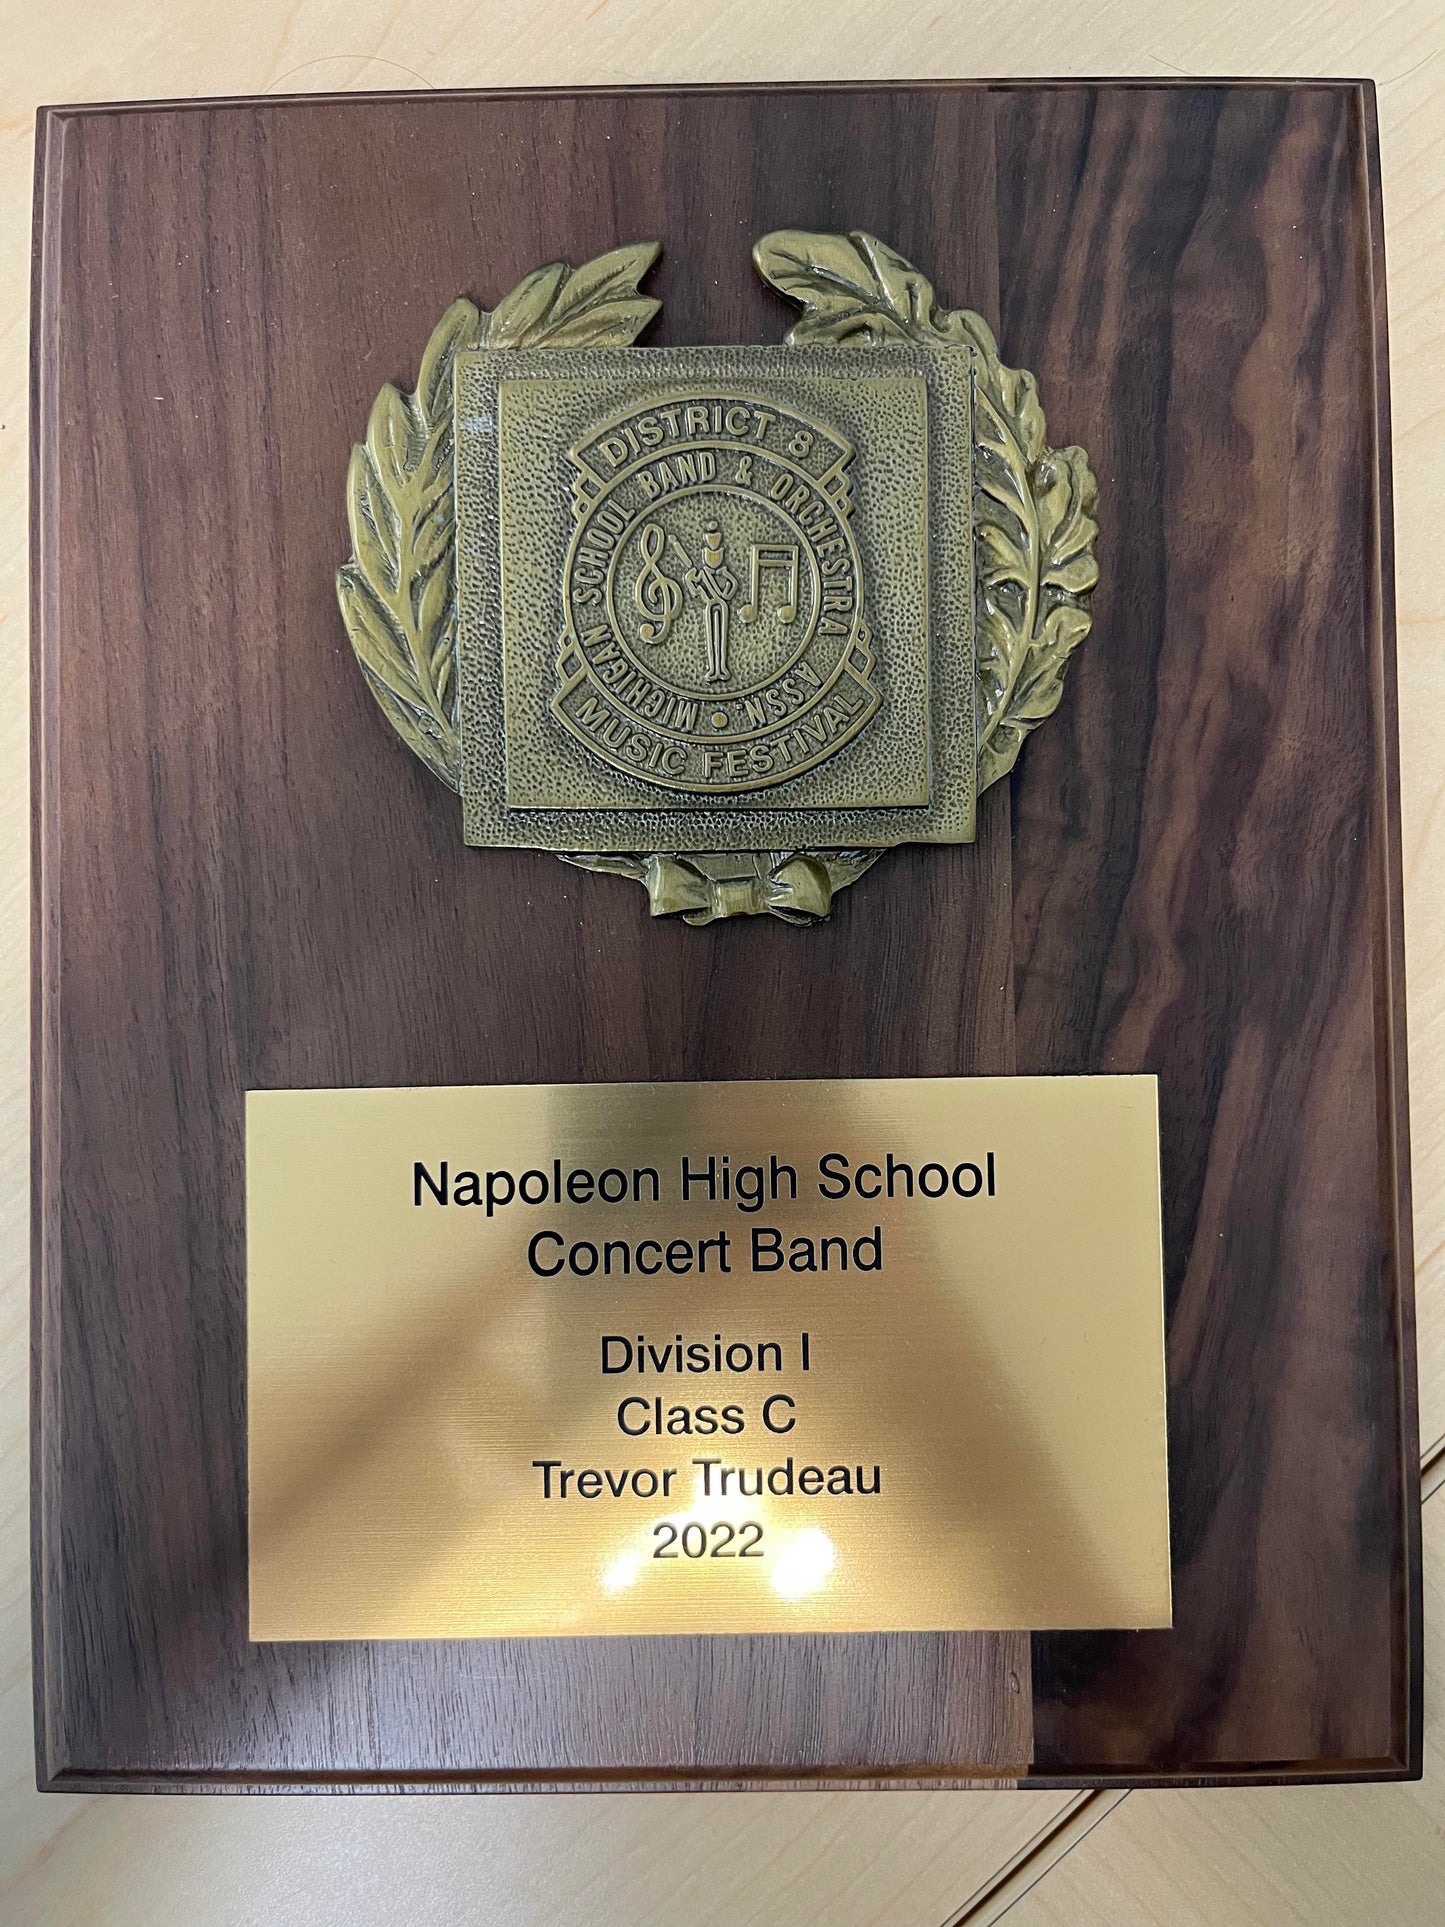 DISTRICT 8
MICHIGAN SCHOOL BAND & ORCHESTRA ASSN.
MUSIC FESTIVAL
Napoleon High School
Concert Band
Division I
Class C
Trevor Trudeau
2022